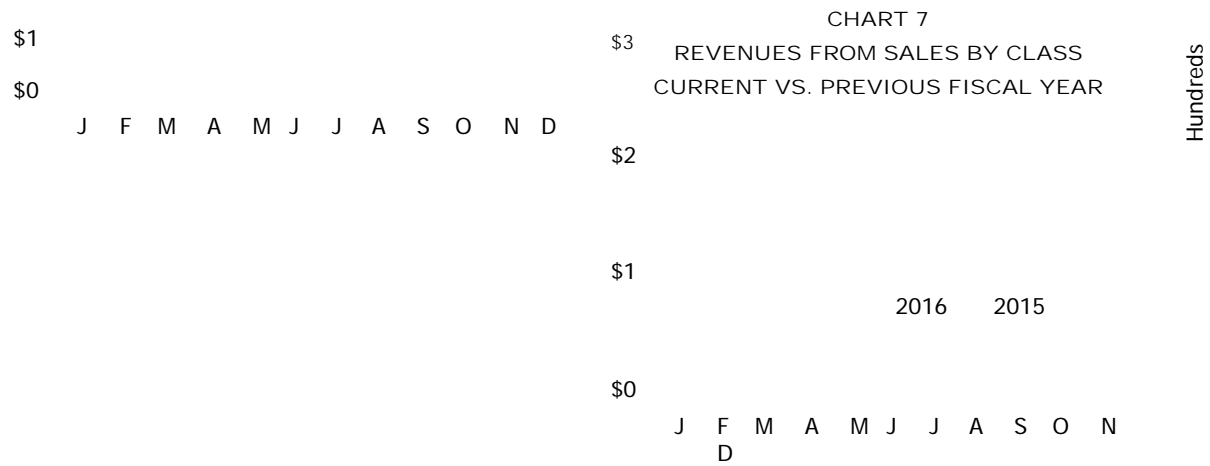 $1
$0
J F M A M J J A S O N D
CHART 7
REVENUES FROM SALES BY CLASS
CURRENT VS. PREVIOUS FISCAL YEAR
Hundreds
$3
$2
$1
2016 2015
$0
J F M A M J J A S O N
D